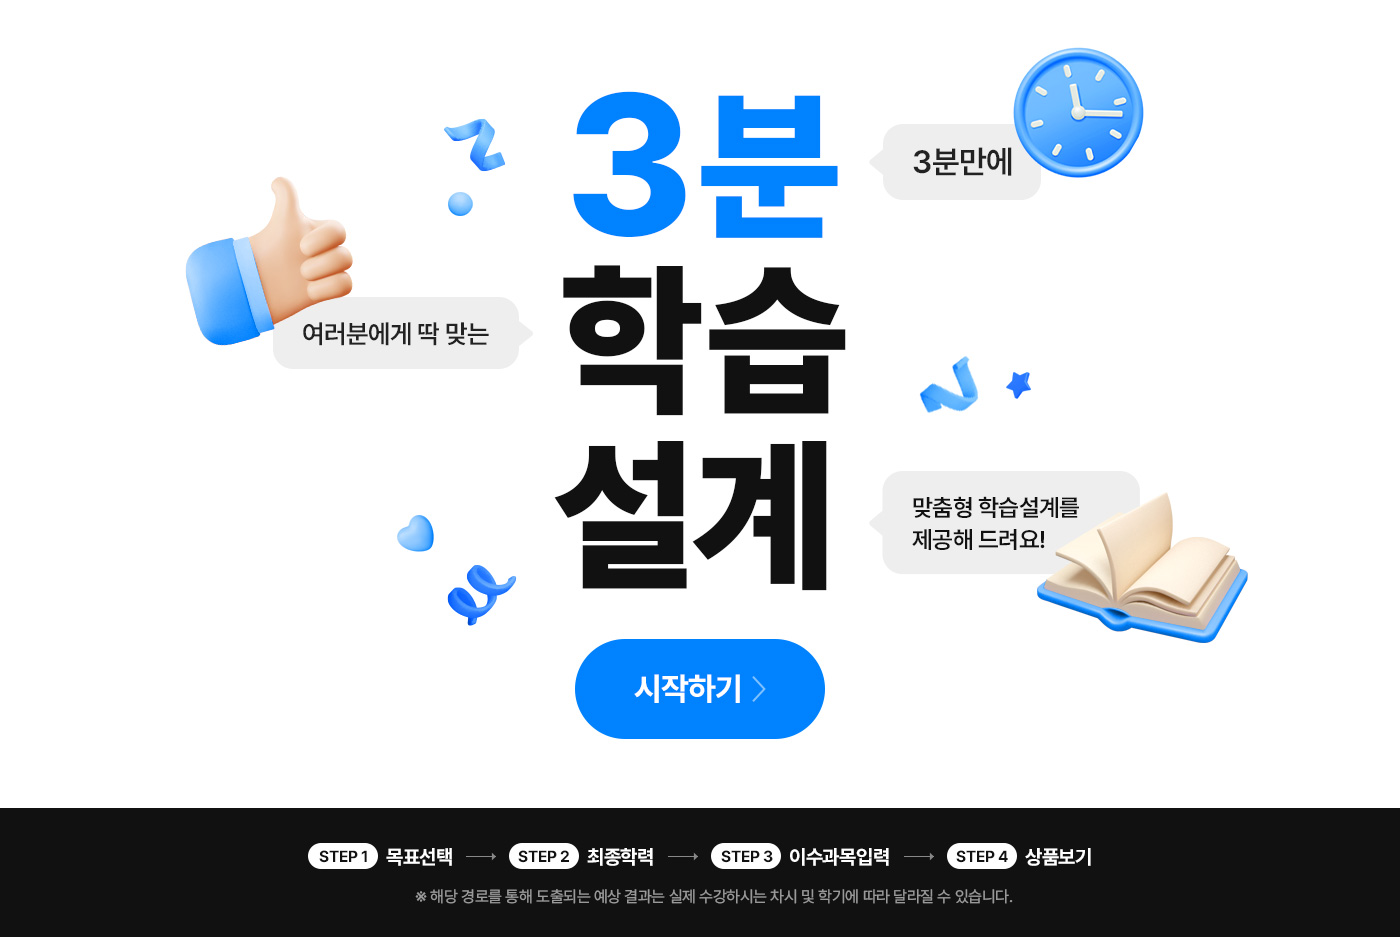 3분
3분만에
학습
여러분에게 딱 맞는
설계
맞춤형 학습설계를
제공해 드려요!
시작하기
STEP 1 목표선택 STEP 2 최종학력 STEP 3 이수과목입력 STEP 4 상품보기
※ 해당 경로를 통해 도출되는 예상 결과는 실제 수강하시는 차시 및 학기에 따라 달라질 수 있습니다.